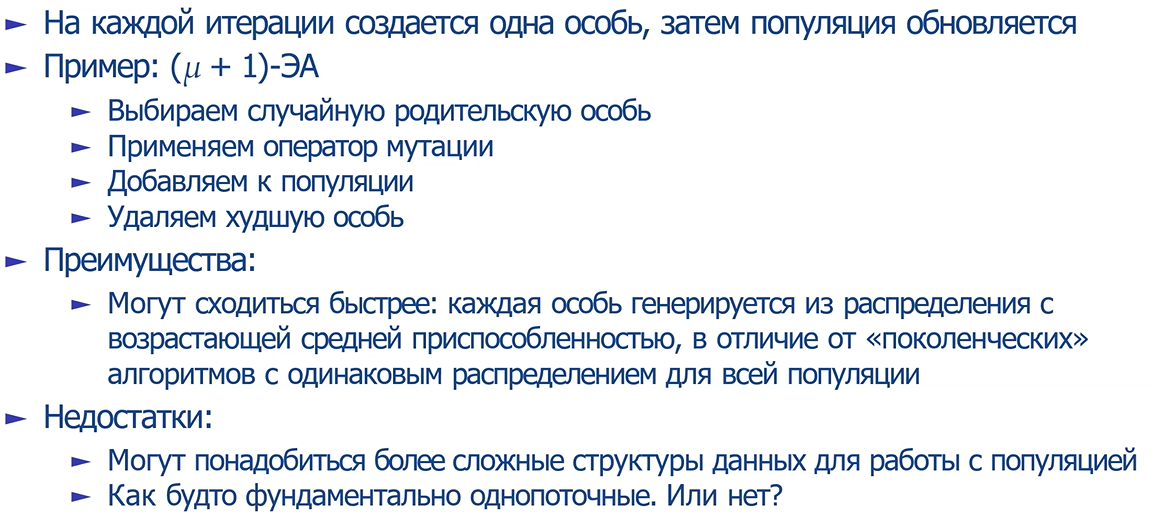 ► На каждой итерации создается одна особь, затем популяция обновляется
► Пример: (μ + 1)-ЭА
► Выбираем случайную родительскую особь
► Применяем оператор мутации
► Добавляем к популяции
► Удаляем худшую особь
► Преимущества:
► Могут сходиться быстрее: каждая особь генерируется из распределения с
возрастающей средней приспособленностью, в отличие от «поколенческих»
алгоритмов с одинаковым распределением для всей популяции
► Недостатки:
► Могут понадобиться более сложные структуры данных для работы с популяцией
► Как будто фундаментально однопоточные. Или нет?